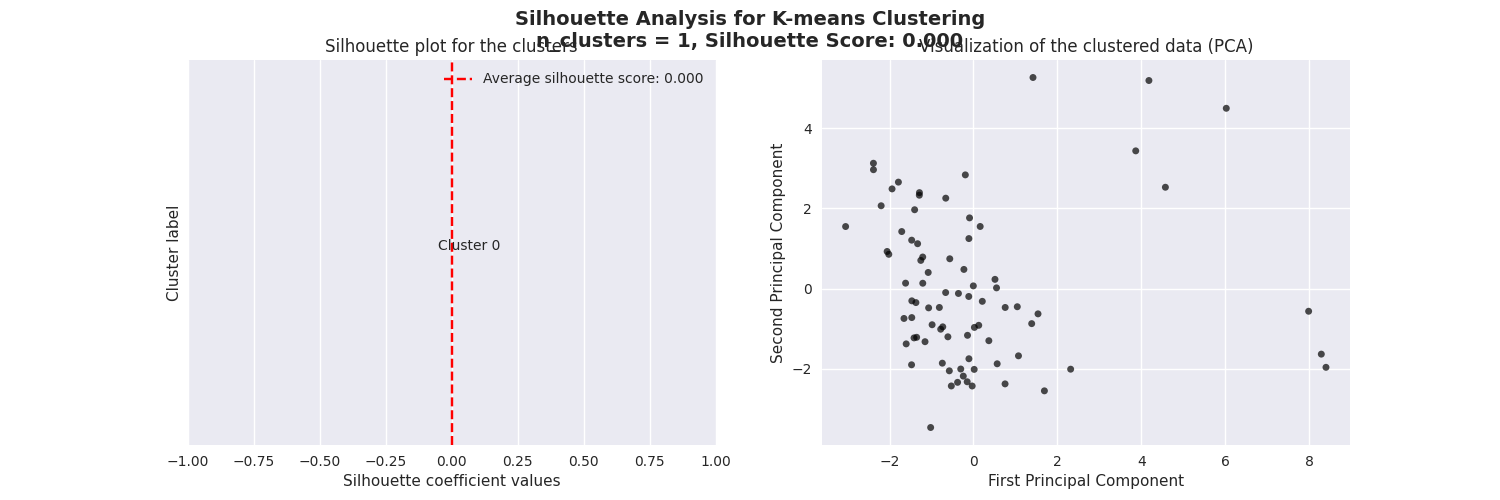 Silhouette Analysis for K-means Clustering
n_clusters = 1, Silhouette Score: 0.000
Silhouette plot for the clusters
Average silhouette score: 0.000
Cluster 0
Cluster label
−1.00 −0.75 −0.50 −0.25 0.00 0.25 0.50 0.75 1.00
Silhouette coefficient values
Visualization of the clustered data (PCA)
4
2
0
−2
Second Principal Component
−2 0 2 4 6 8
First Principal Component